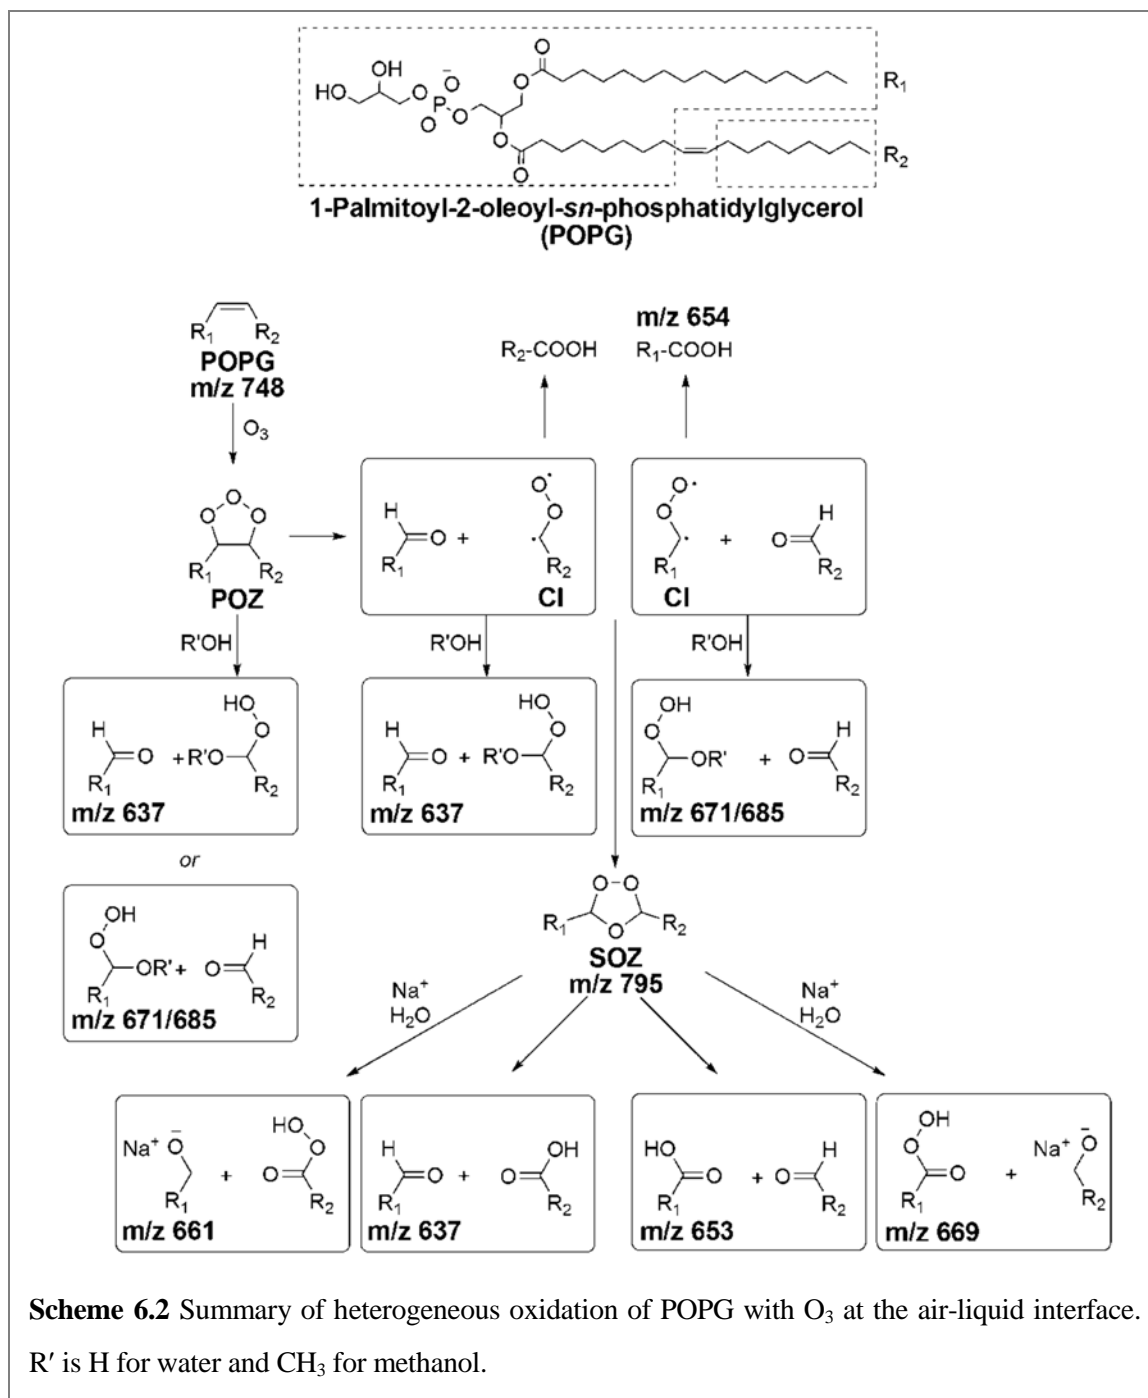 HO
OH
O
P
O⁻
O
O
O
O
O
O
R₁
R₂
1-Palmitoyl-2-oleoyl-sn-phosphatidylglycerol
(POPG)
R₁ R₂
POPG
m/z 748
O₃
O O O
R₁ R₂
POZ
R'OH
R₂-COOH
m/z 654
R₁-COOH
H O R₁ + O· O · R₂
CI
O· O · R₁ + O H R₂
CI
R'OH
R'OH
H O R₁ + R'O HO O R₂
m/z 637
or
OH O OR' R₁ + O H R₂
m/z 671/685
H O R₁ + R'O HO O R₂
m/z 637
OH O OR' R₁ + O H R₂
m/z 671/685
O-O
R₁ O R₂
SOZ
m/z 795
Na⁺
H₂O
Na⁺
H₂O
Na⁺ O⁻ R₁ + HO O O R₂
m/z 661
H O R₁ + O OH R₂
m/z 637
HO O R₁ + O H R₂
m/z 653
OH O O R₁ + Na⁺ O⁻ R₂
m/z 669
Scheme 6.2 Summary of heterogeneous oxidation of POPG with O₃ at the air-liquid interface.
R′ is H for water and CH₃ for methanol.